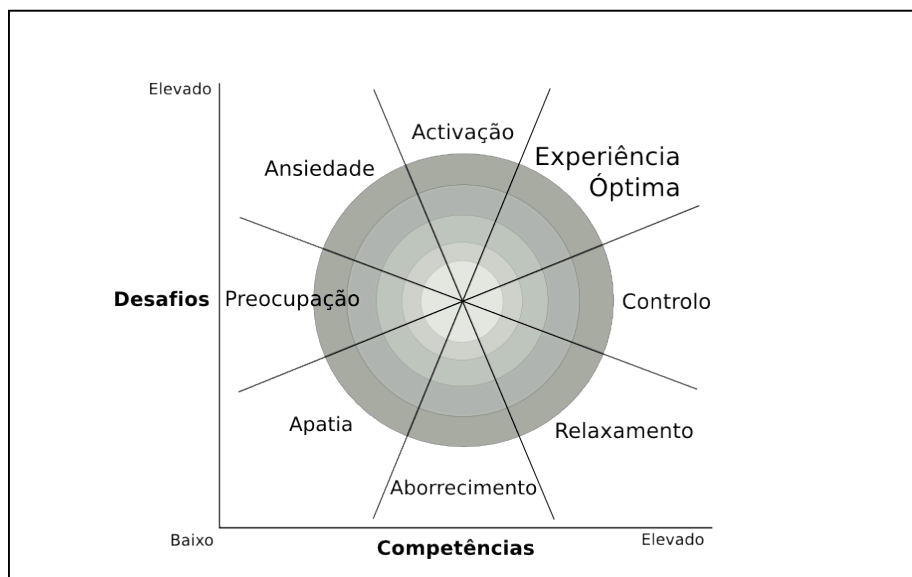 Elevado
Activação
Experiência
Óptima
Ansiedade
Desafios
Preocupação
Controlo
Apatia
Relaxamento
Aborrecimento
Baixo
Competências
Elevado